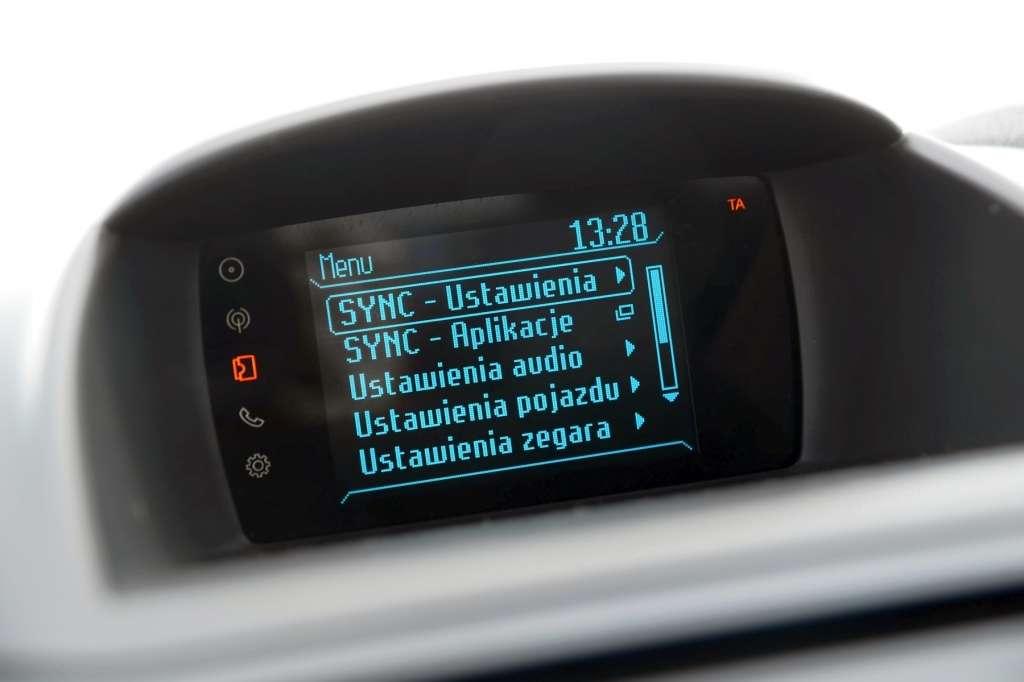 TA
13:28
Menu
SYNC - Ustawienia
SYNC - Aplikacje
Ustawienia audio
Ustawienia pojazdu
Ustawienia zegara